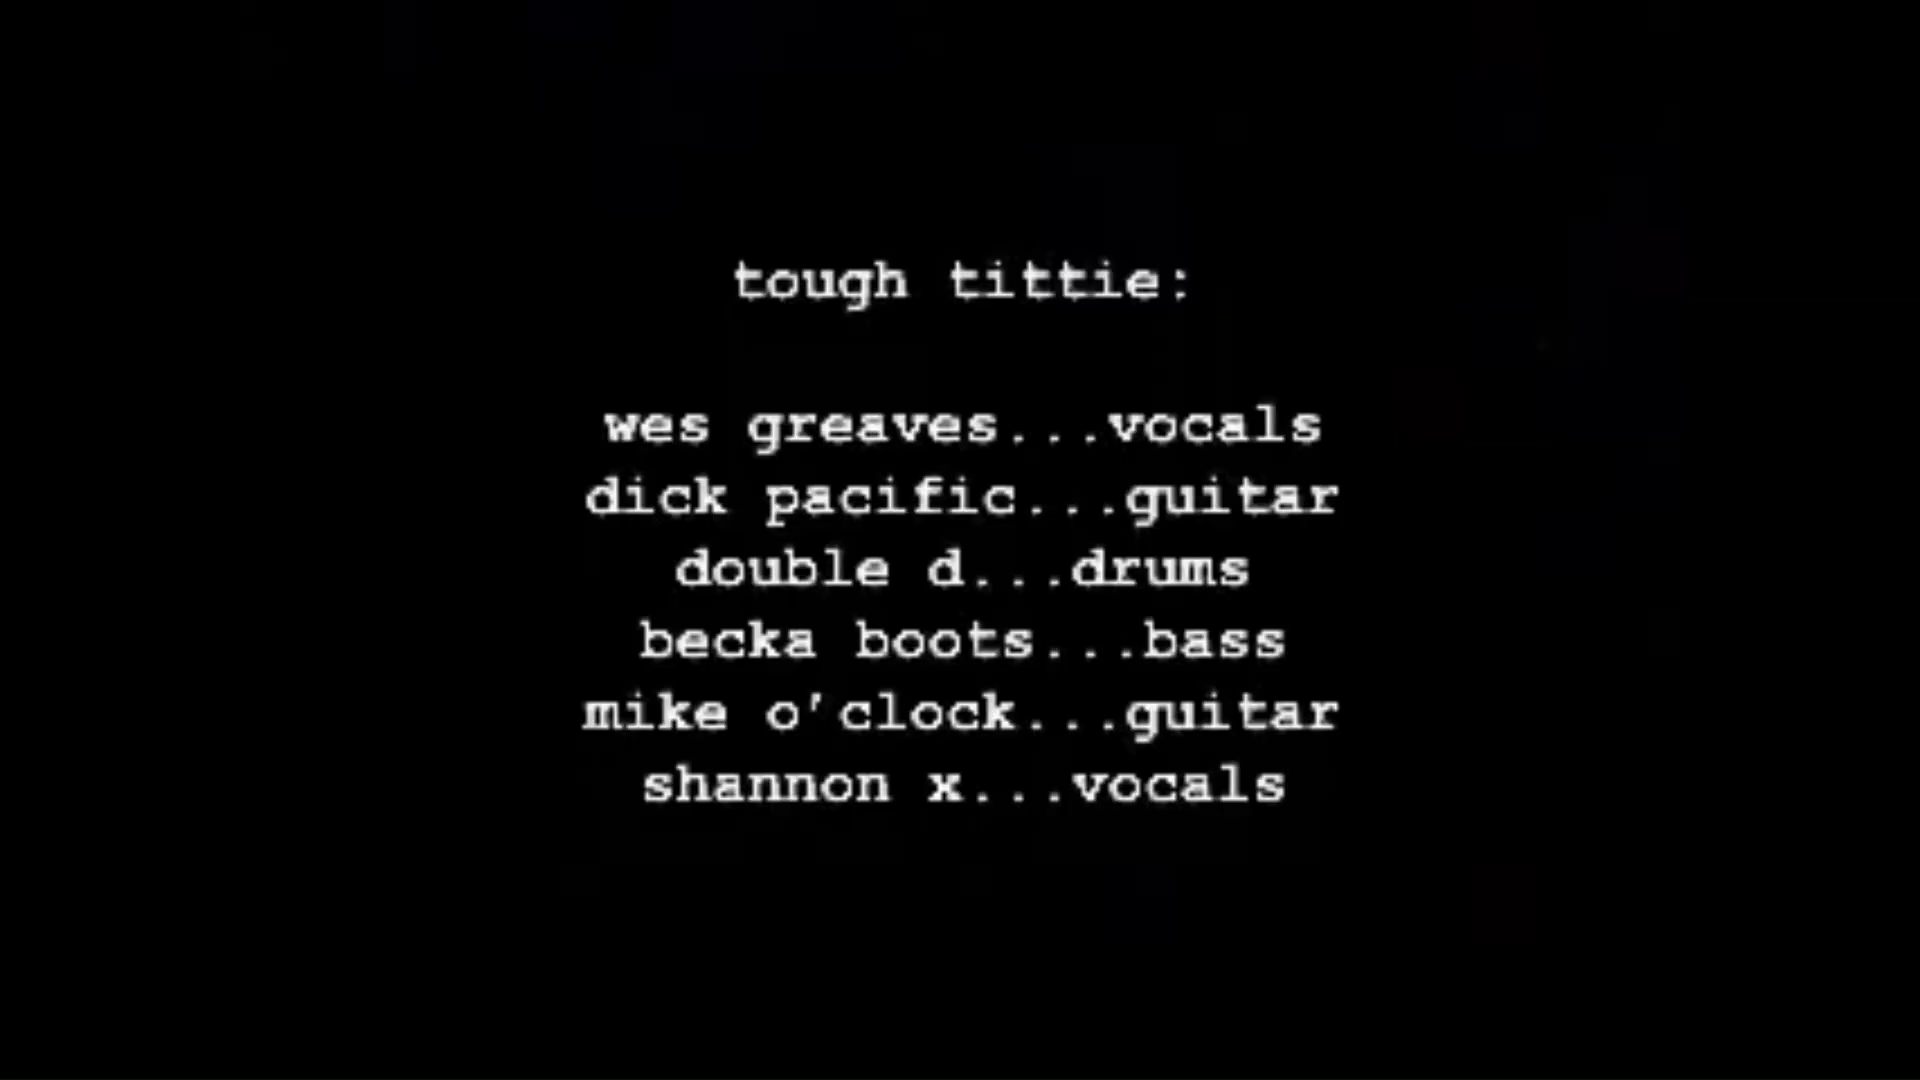 tough tittie:
wes greaves...vocals
dick pacific...guitar
double d...drums
becka boots...bass
mike o'clock...guitar
shannon x...vocals